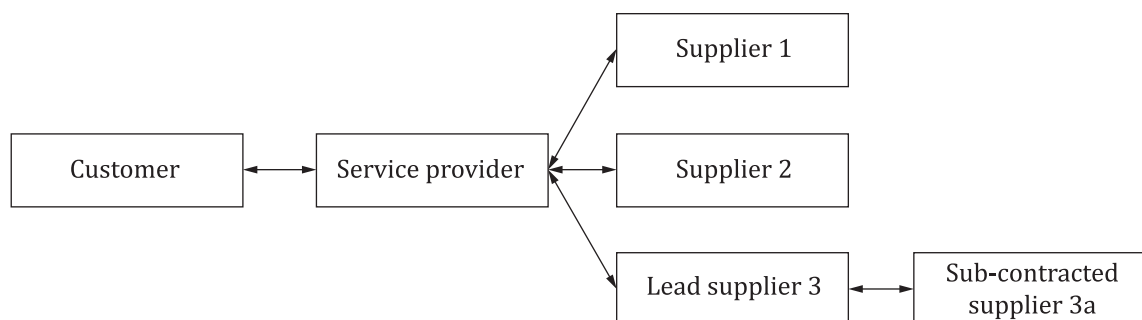 Supplier 1
Customer
Service provider
Supplier 2
Lead supplier 3
Sub-contracted
supplier 3a